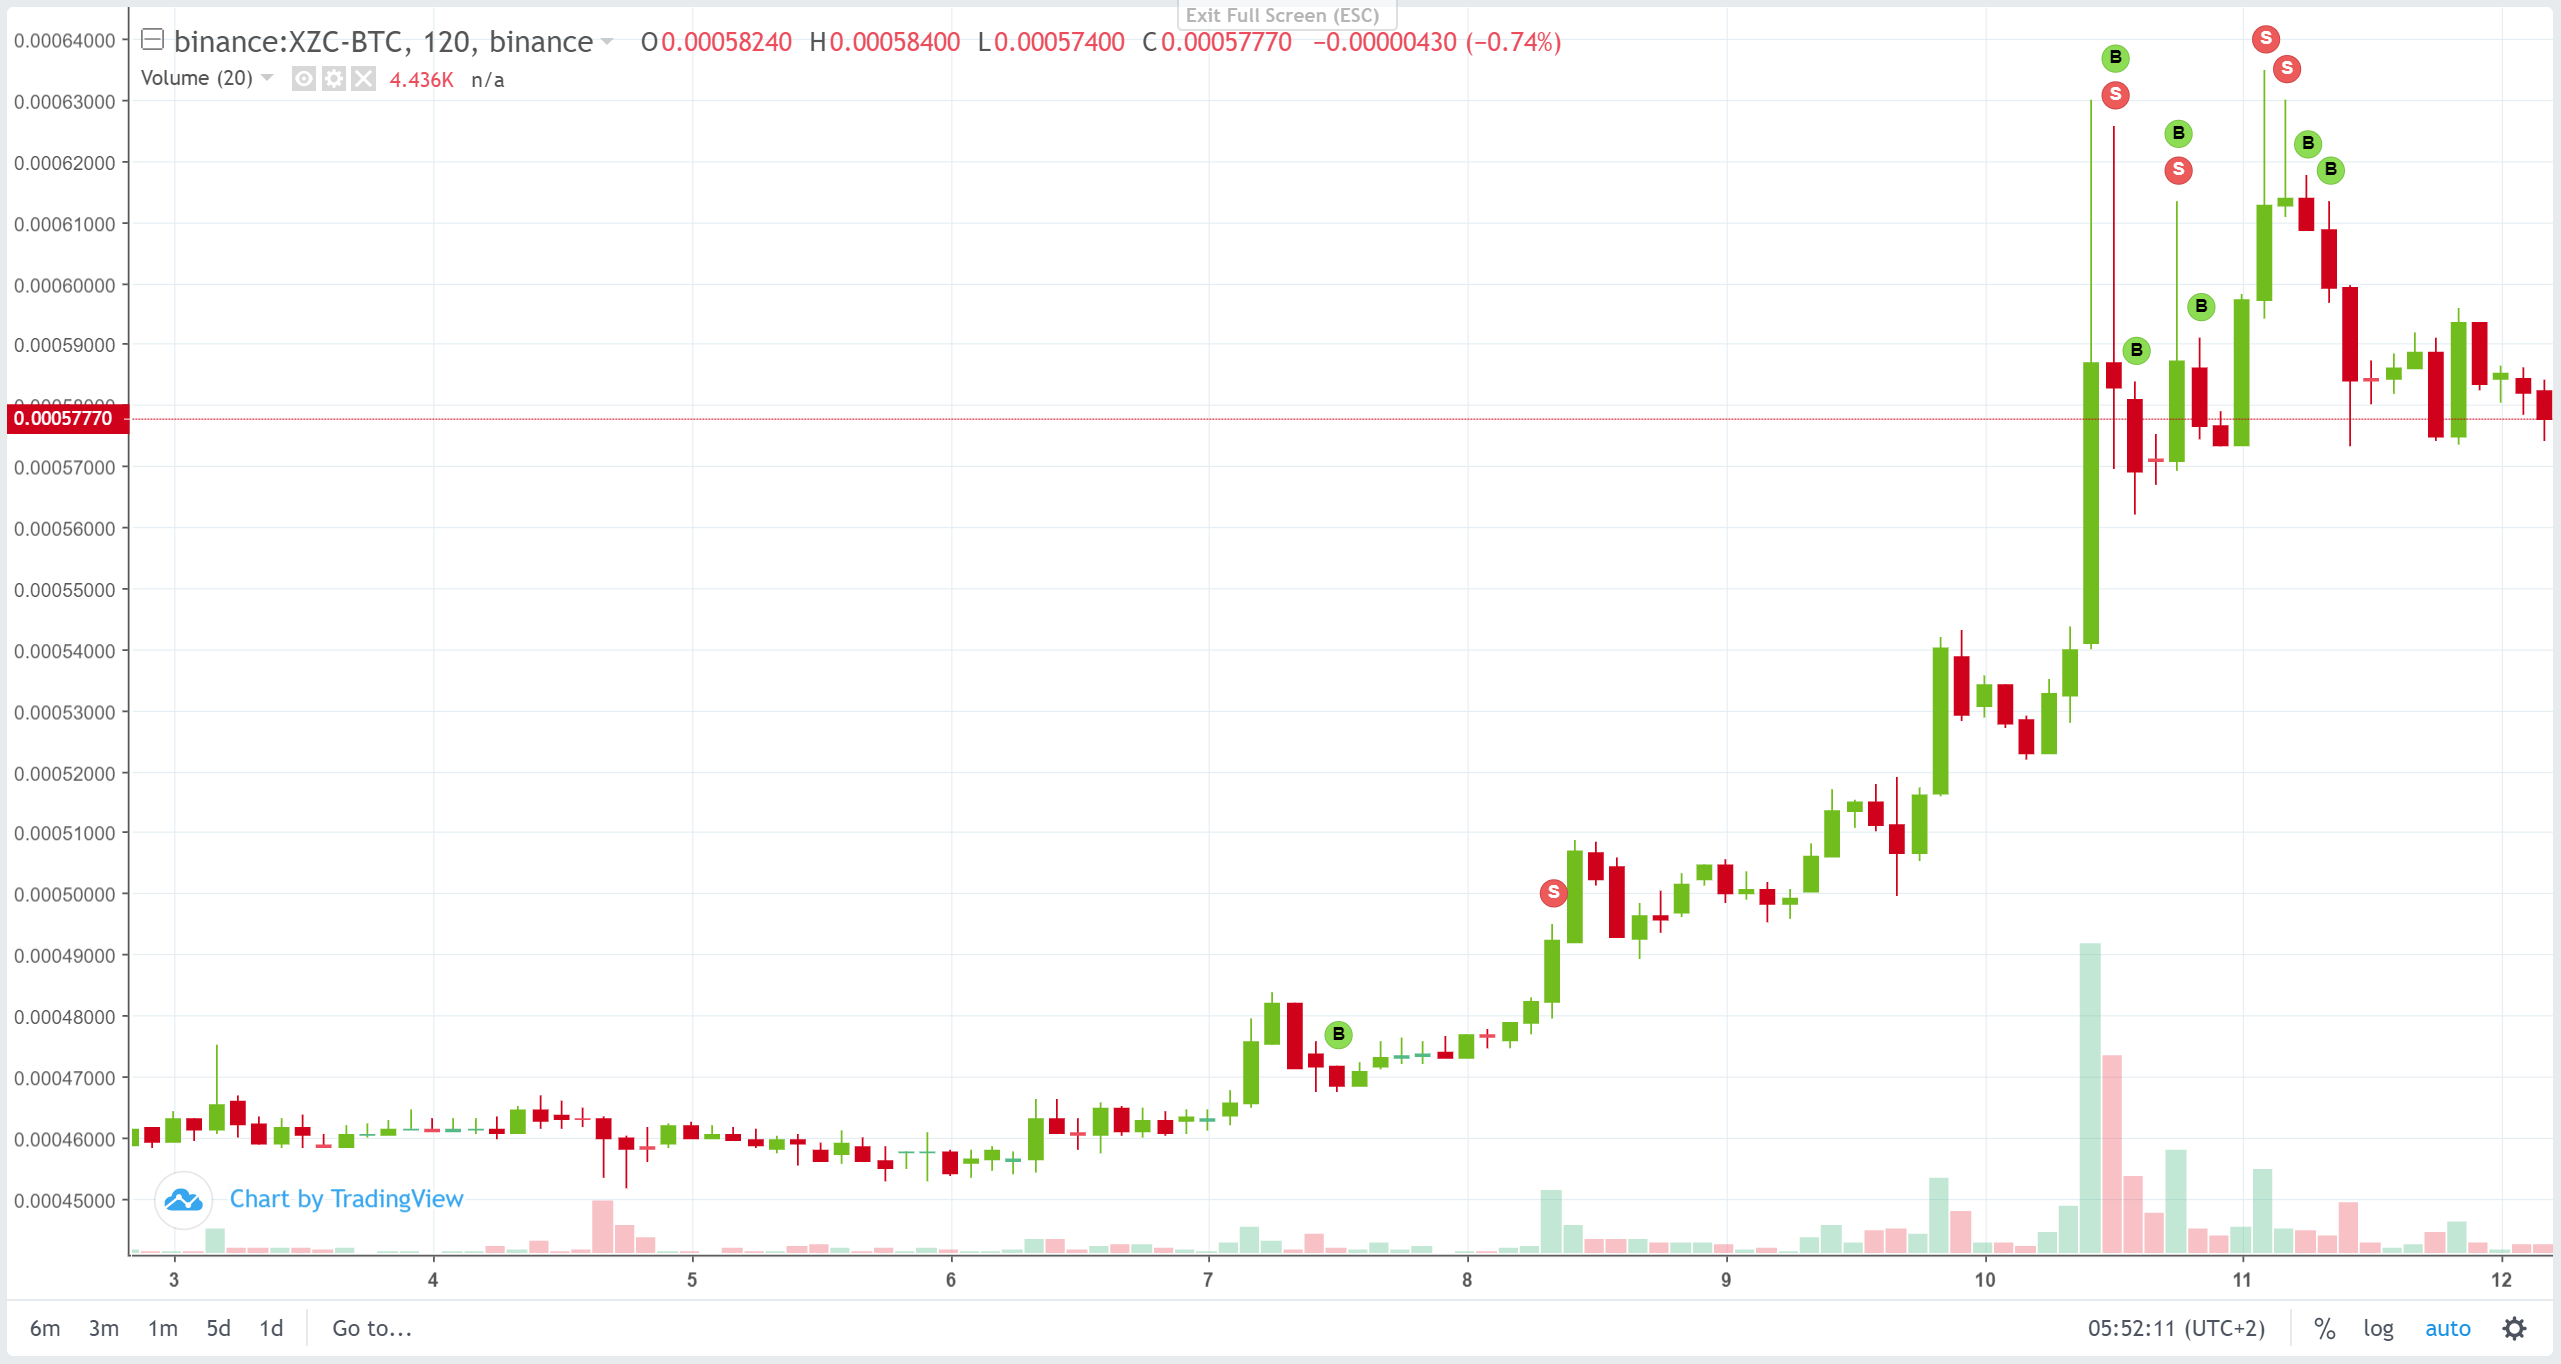 Exit Full Screen (ESC)
binance:XZC-BTC, 120, binance O0.00058240 H0.00058400 L0.00057400 C0.00057770 −0.00000430 (−0.74%)
Volume (20) 4.436K n/a
0.00064000
0.00063000
0.00062000
0.00061000
0.00060000
0.00059000
0.00057770
0.00057000
0.00056000
0.00055000
0.00054000
0.00053000
0.00052000
0.00051000
0.00050000
0.00049000
0.00048000
0.00047000
0.00046000
0.00045000
S
B
S
S
B
B
S
B
B
B
S
B
Chart by TradingView
3 4 5 6 7 8 9 10 11 12
6m 3m 1m 5d 1d Go to... 05:52:11 (UTC+2) % log auto